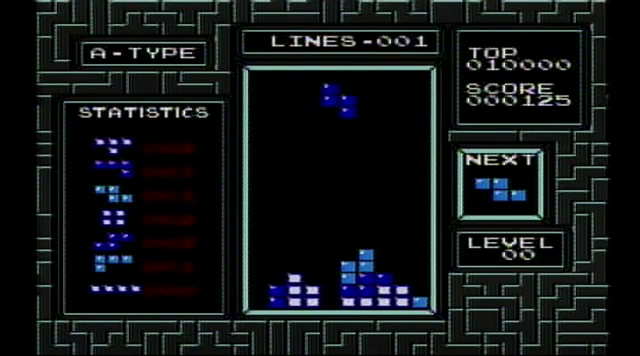 A-TYPE
LINES-001
TOP
010000
SCORE
000125
STATISTICS
NEXT
LEVEL
00